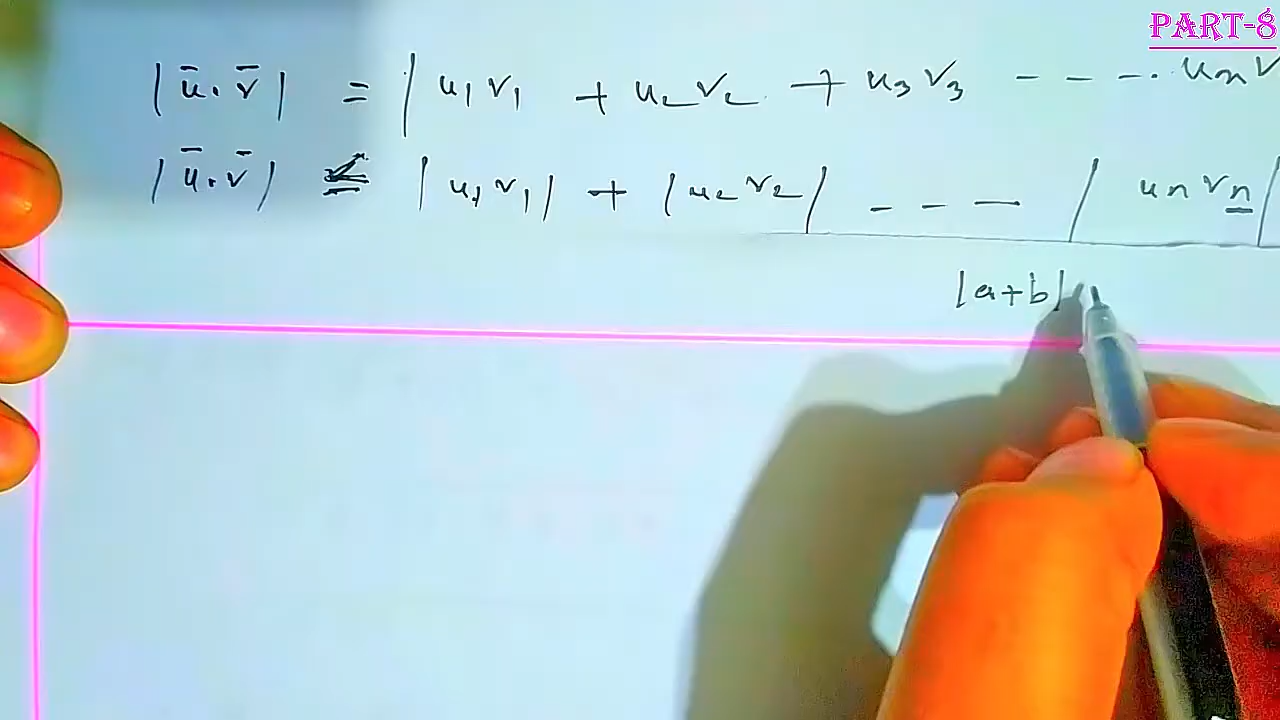 PART-8
|ū.v̄| = | u₁v₁ + u₂v₂ + u₃v₃ - - - . unv
|ū.v̄| ≤ |u₁v₁| + |u₂v₂| - - - | unvn|
|a+b|